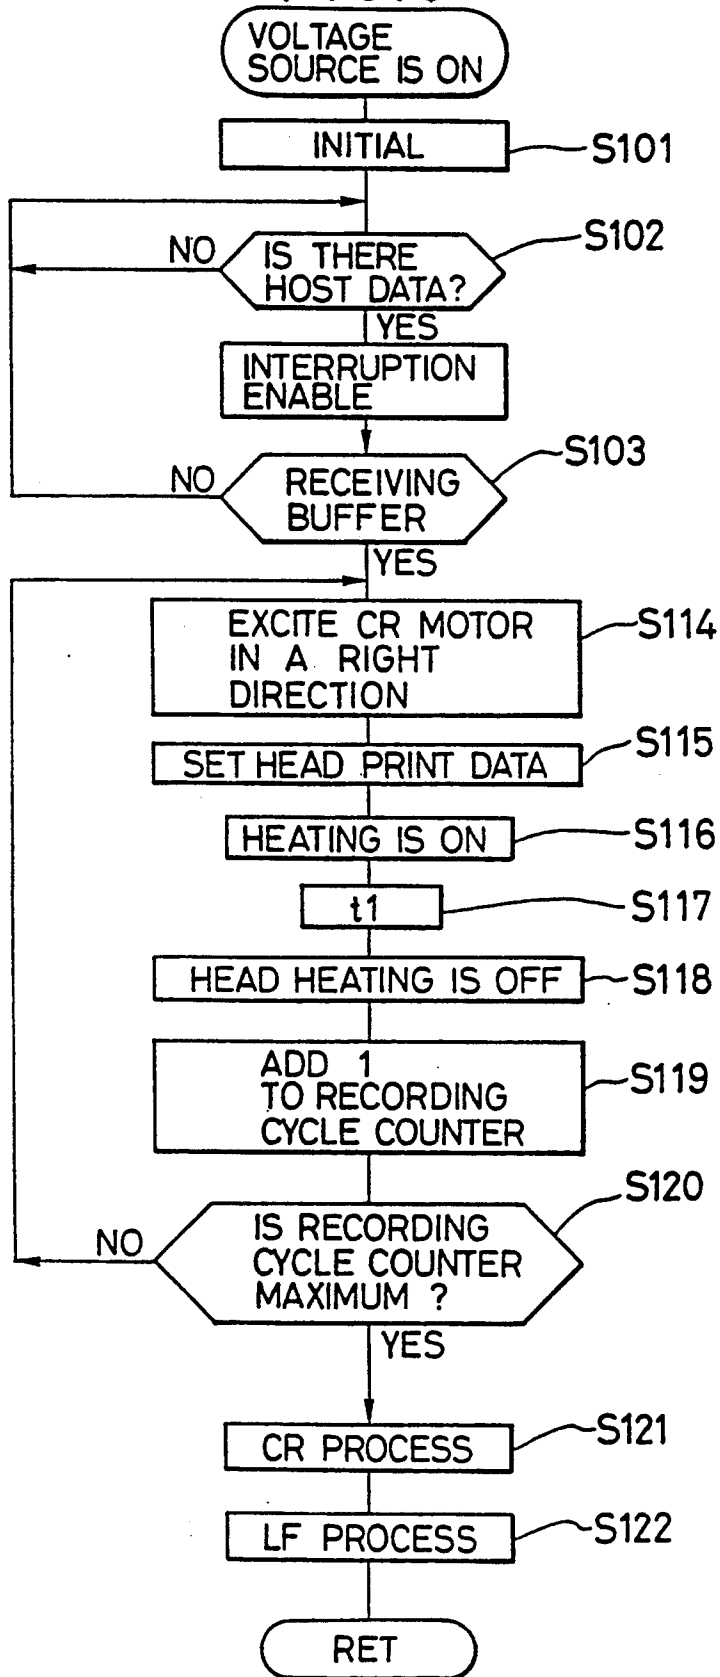 VOLTAGE
SOURCE IS ON
INITIAL
S101
IS THERE
HOST DATA?
S102
NO
YES
INTERRUPTION
ENABLE
RECEIVING
BUFFER
S103
NO
YES
EXCITE CR MOTOR
IN A RIGHT
DIRECTION
S114
SET HEAD PRINT DATA
S115
HEATING IS ON
S116
t1
S117
HEAD HEATING IS OFF
S118
ADD 1
TO RECORDING
CYCLE COUNTER
S119
IS RECORDING
CYCLE COUNTER
MAXIMUM ?
S120
NO
YES
CR PROCESS
S121
LF PROCESS
S122
RET